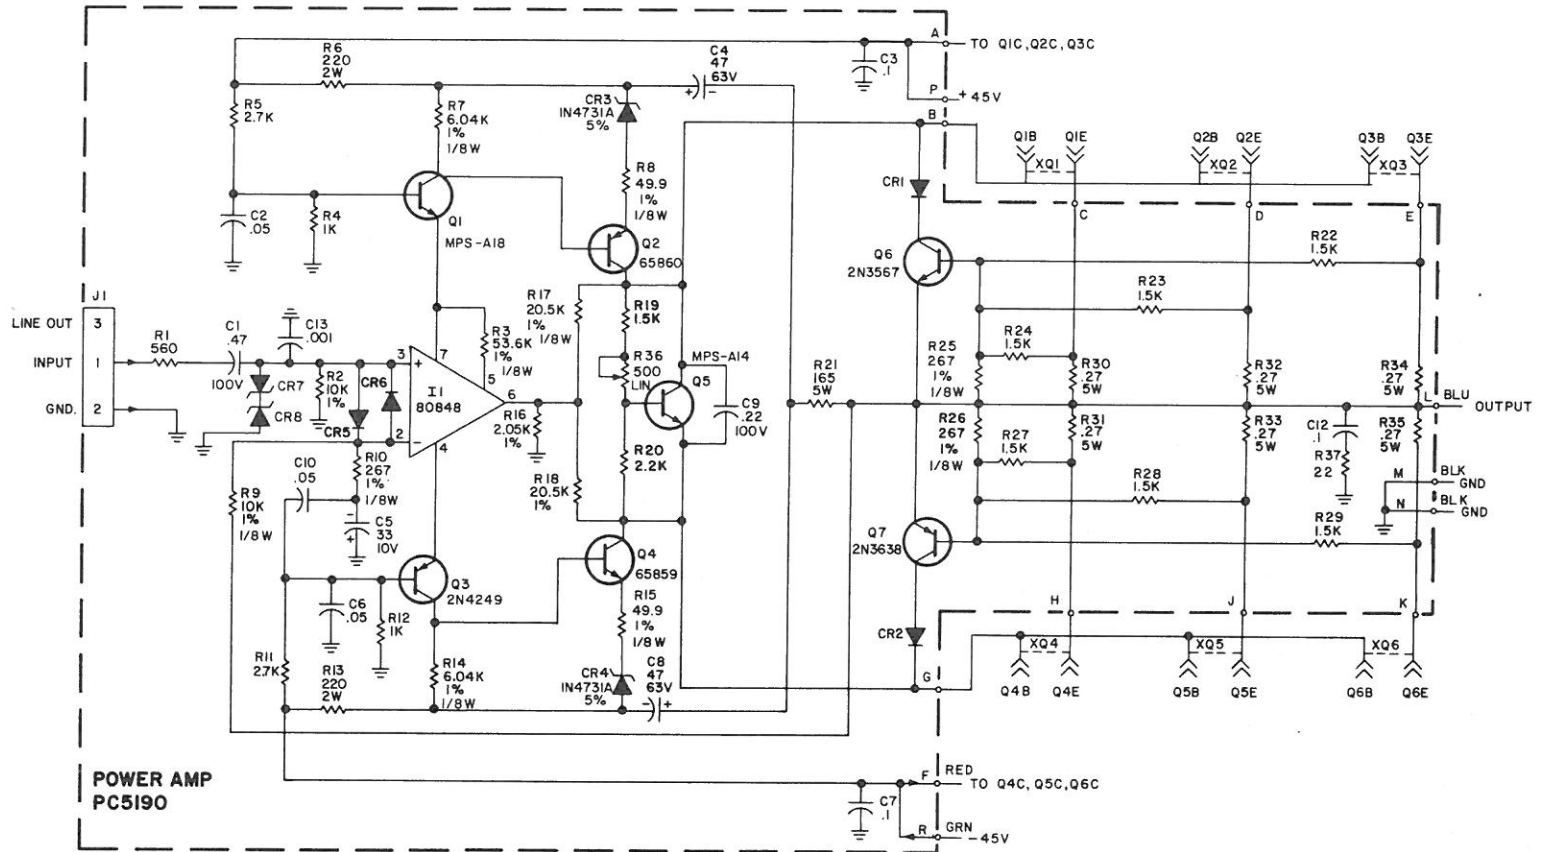 A TO Q1C, Q2C, Q3C
R6
220
2W
C4
47
63V
C3
.1
P + 45V
R5
2.7K
R7
6.04K
1%
1/8W
CR3
IN4731A
5%
B
Q1B Q1E Q2B Q2E Q3B Q3E
XQ1 XQ2 XQ3
R8
49.9
1%
1/8W
CR1
C2
.05
R4
1K
Q1
MPS-A18
Q2
65860
C D E
Q6
2N3567
R22
1.5K
R23
1.5K
J1
LINE OUT 3
INPUT 1
GND. 2
R1
560
C1
.47
100V
C13
.001
CR7
CR8
R2
10K
1%
CR6
CR5
3 +
2 -
7
5
6
4
I1
80848
R3
53.6K
1%
1/8W
R17
20.5K
1%
1/8W
R19
1.5K
R36
500
LIN
MPS-A14
Q5
C9
.22
100V
R21
165
5W
R24
1.5K
R25
267
1%
1/8W
R30
.27
5W
R32
.27
5W
R34
.27
5W
L BLU
OUTPUT
R16
2.05K
1%
R20
2.2K
R18
20.5K
1%
R26
267
1%
1/8W
R27
1.5K
R31
.27
5W
R33
.27
5W
C12
.1
R37
22
R35
.27
5W
M BLK
GND
N BLK
GND
R28
1.5K
R29
1.5K
C10
.05
R10
267
1%
1/8W
R9
10K
1%
1/8W
- C5
33
+ 10V
Q7
2N3638
Q3
2N4249
Q4
65859
C6
.05
R12
1K
R15
49.9
1%
1/8W
H J K
CR2
XQ4 XQ5 XQ6
G
Q4B Q4E Q5B Q5E Q6B Q6E
R11
2.7K
R13
220
2W
R14
6.04K
1%
1/8W
CR4
IN4731A
5%
C8
47
63V
POWER AMP
PC5190
F RED
TO Q4C, Q5C, Q6C
C7
.1
R GRN
-45V